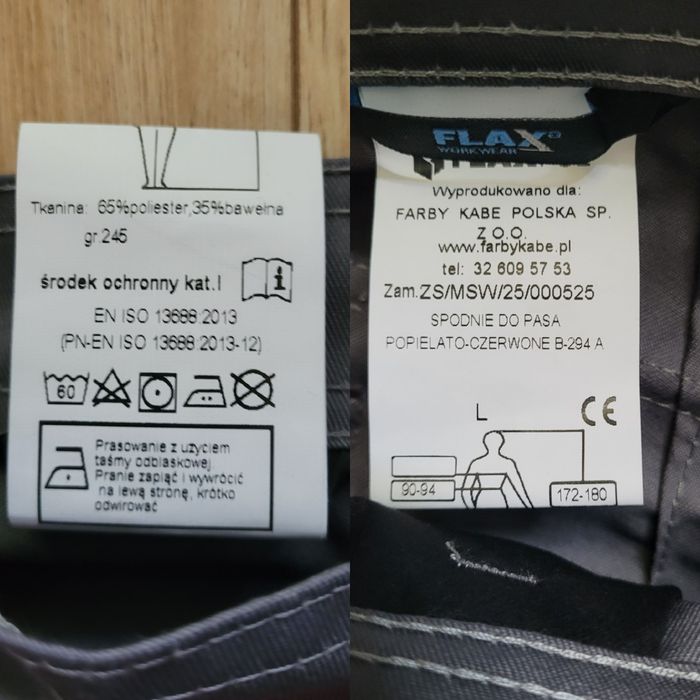 Tkanina: 65%poliester,35%bawełna
gr.245
środek ochronny kat.I
EN ISO 13688:2013
(PN-EN ISO 13688:2013-12)
60
Prasowanie z użyciem
taśmy odblaskowej.
Pranie zapiąć i wywrócić
na lewą stronę, krótko
odwirować
FLAX
WORKWEAR
Wyprodukowano dla:
FARBY KABE POLSKA SP.
Z O.O.
www.farbykabe.pl
tel: 32 609 57 53
Zam.ZS/MSW/25/000525
SPODNIE DO PASA
POPIELATO-CZERWONE B-294 A
L
CE
90-94
172-180